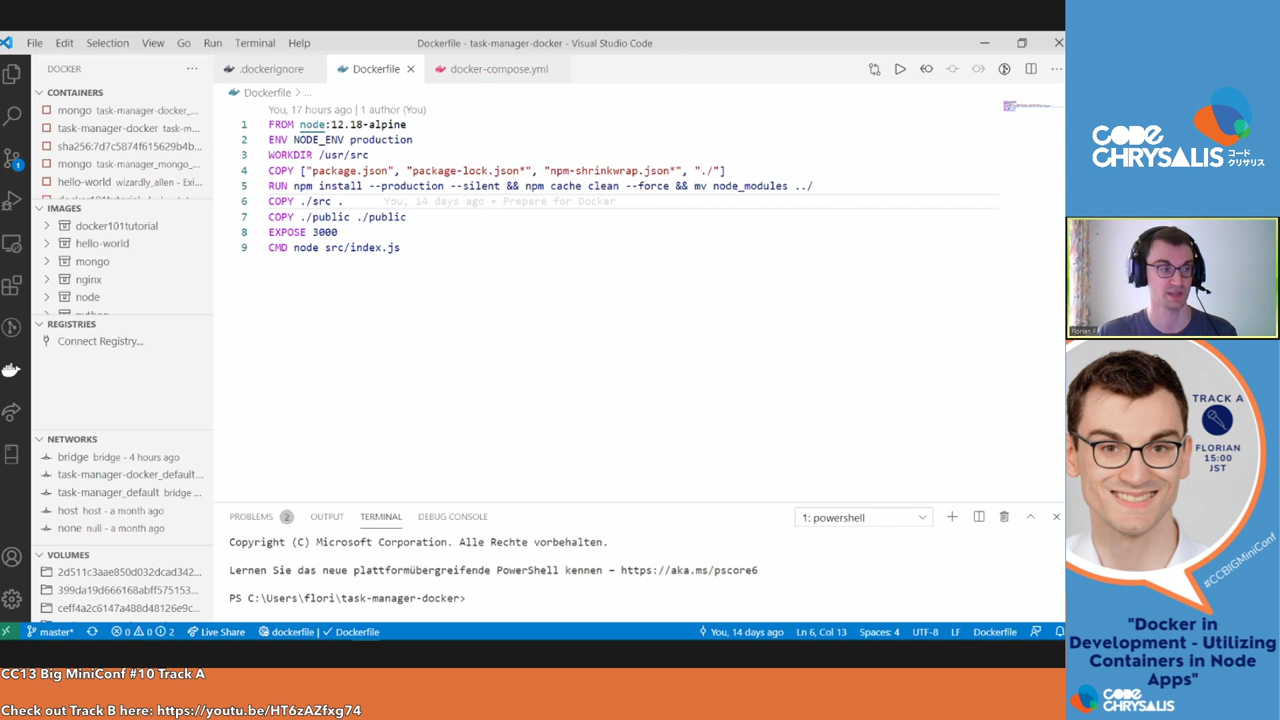 File Edit Selection View Go Run Terminal Help
Dockerfile - task-manager-docker - Visual Studio Code
DOCKER
.dockerignore
Dockerfile
docker-compose.yml
CONTAINERS
mongo task-manager-docker_...
task-manager-docker task-m...
sha256:7d7c5874f615629b4b...
mongo task-manager_mongo_...
hello-world wizardly_allen - Exi...
IMAGES
docker101tutorial
hello-world
mongo
nginx
node
REGISTRIES
Connect Registry...
NETWORKS
bridge bridge - 4 hours ago
task-manager-docker_default...
task-manager_default bridge ...
host host - a month ago
none null - a month ago
VOLUMES
2d511c3aae850d032dcad342...
399da19d666168abff575153...
ceff4a2c6147a488d48126e9c...
Dockerfile > ...
You, 17 hours ago | 1 author (You)
1 FROM node:12.18-alpine
2 ENV NODE_ENV production
3 WORKDIR /usr/src
4 COPY ["package.json", "package-lock.json*", "npm-shrinkwrap.json*", "./"]
5 RUN npm install --production --silent && npm cache clean --force && mv node_modules ../
6 COPY ./src . You, 14 days ago • Prepare for Docker
7 COPY ./public ./public
8 EXPOSE 3000
9 CMD node src/index.js
PROBLEMS 2 OUTPUT TERMINAL DEBUG CONSOLE
1: powershell
Copyright (C) Microsoft Corporation. Alle Rechte vorbehalten.
Lernen Sie das neue plattformübergreifende PowerShell kennen – https://aka.ms/pscore6
PS C:\Users\flori\task-manager-docker>
master* 0 0 2 Live Share dockerfile | ✓ Dockerfile
You, 14 days ago Ln 6, Col 13 Spaces: 4 UTF-8 LF Dockerfile
1
CC13 Big MiniConf #10 Track A
Check out Track B here: https://youtu.be/HT6zAZfxg74
CODE
CHRYSALIS
コード
クリサリス
TRACK A
FLORIAN
15:00
JST
#CCBIGMiniConf
"Docker in
Development - Utilizing
Containers in Node
Apps"
CODE
CHRYSALIS